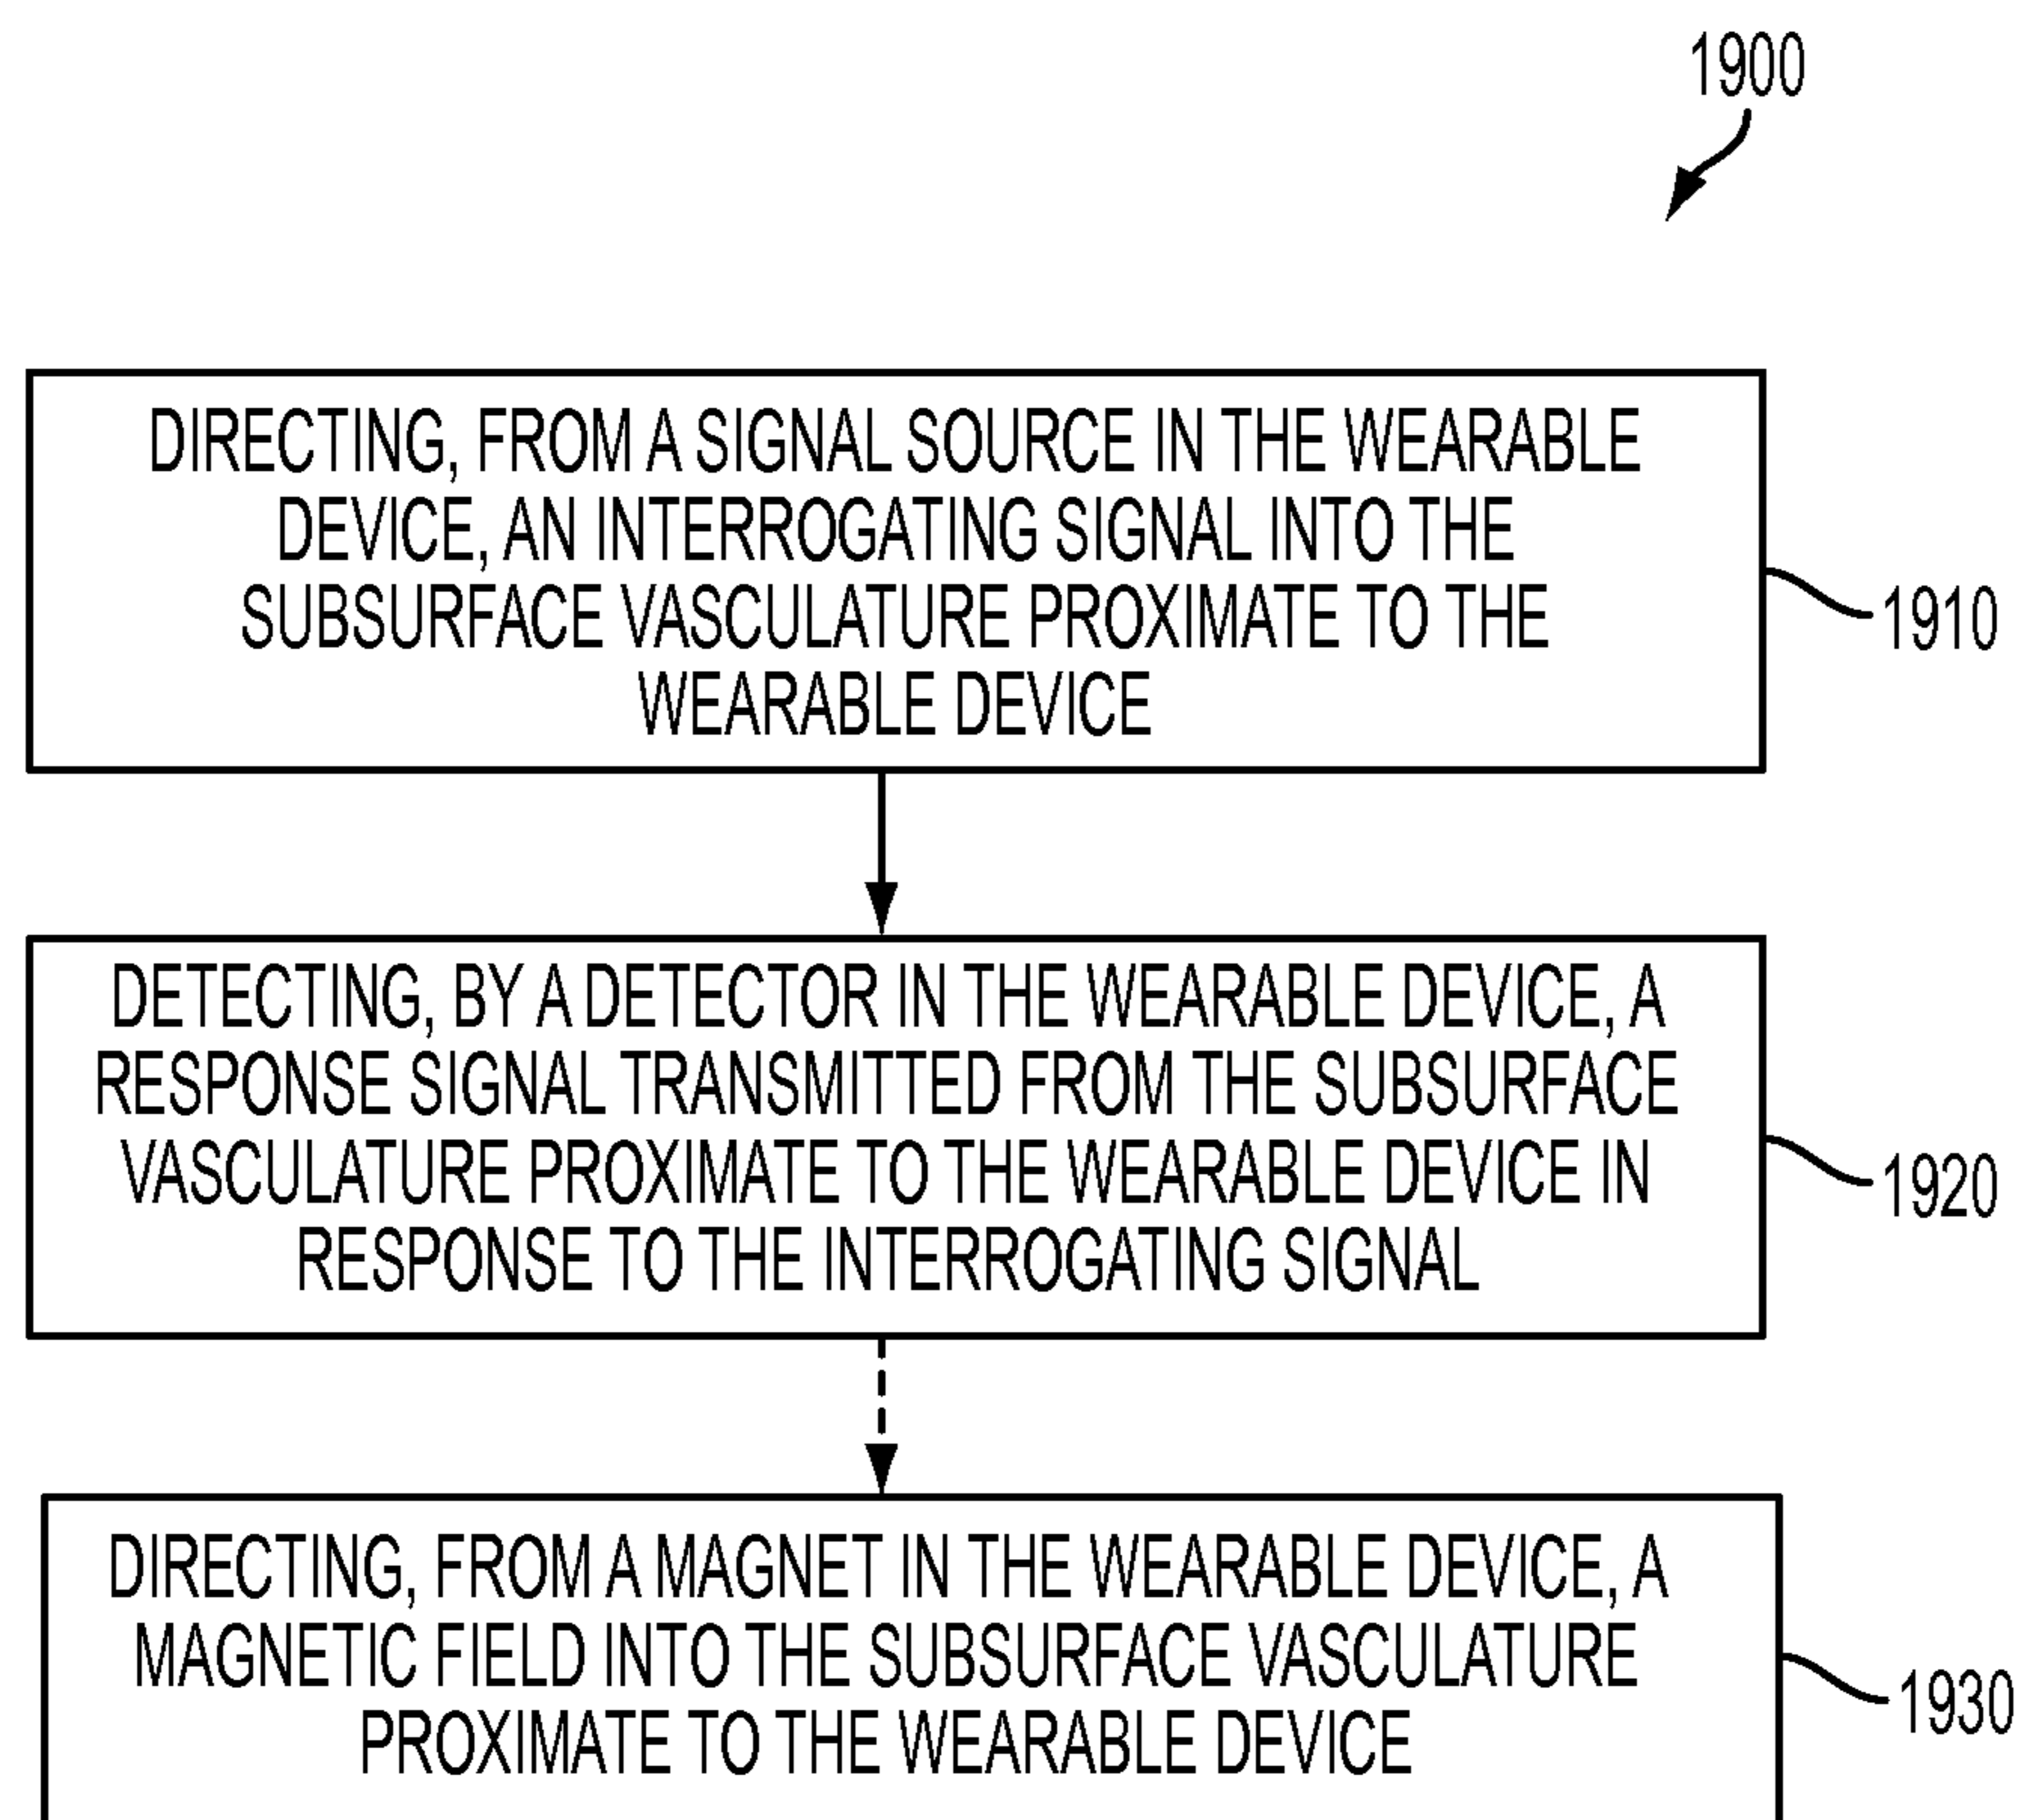 1900
DIRECTING, FROM A SIGNAL SOURCE IN THE WEARABLE
DEVICE, AN INTERROGATING SIGNAL INTO THE
SUBSURFACE VASCULATURE PROXIMATE TO THE
WEARABLE DEVICE
1910
DETECTING, BY A DETECTOR IN THE WEARABLE DEVICE, A
RESPONSE SIGNAL TRANSMITTED FROM THE SUBSURFACE
VASCULATURE PROXIMATE TO THE WEARABLE DEVICE IN
RESPONSE TO THE INTERROGATING SIGNAL
1920
DIRECTING, FROM A MAGNET IN THE WEARABLE DEVICE, A
MAGNETIC FIELD INTO THE SUBSURFACE VASCULATURE
PROXIMATE TO THE WEARABLE DEVICE
1930